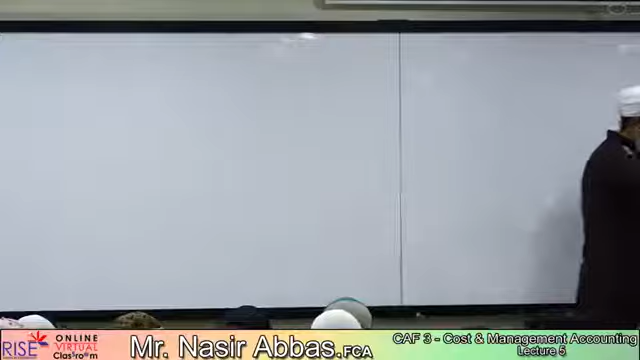 RISE
ONLINE
VIRTUAL
Classroom
Mr. Nasir Abbas.FCA
CAF 3 - Cost & Management Accounting
Lecture 5